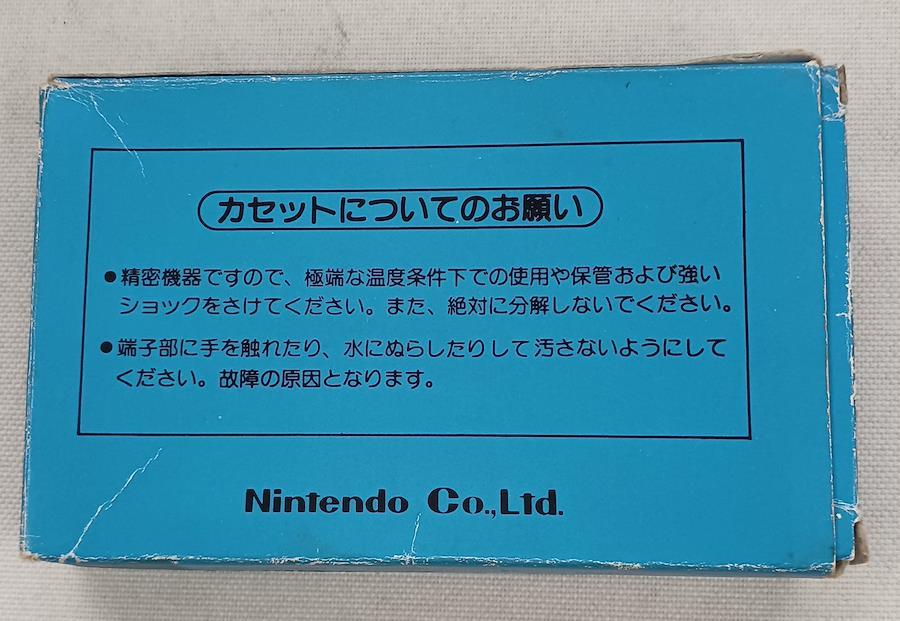 カセットについてのお願い
●精密機器ですので、極端な温度条件下での使用や保管および強い
ショックをさけてください。また、絶対に分解しないでください。
●端子部に手を触れたり、水にぬらしたりして汚さないようにして
ください。故障の原因となります。
Nintendo Co.,Ltd.